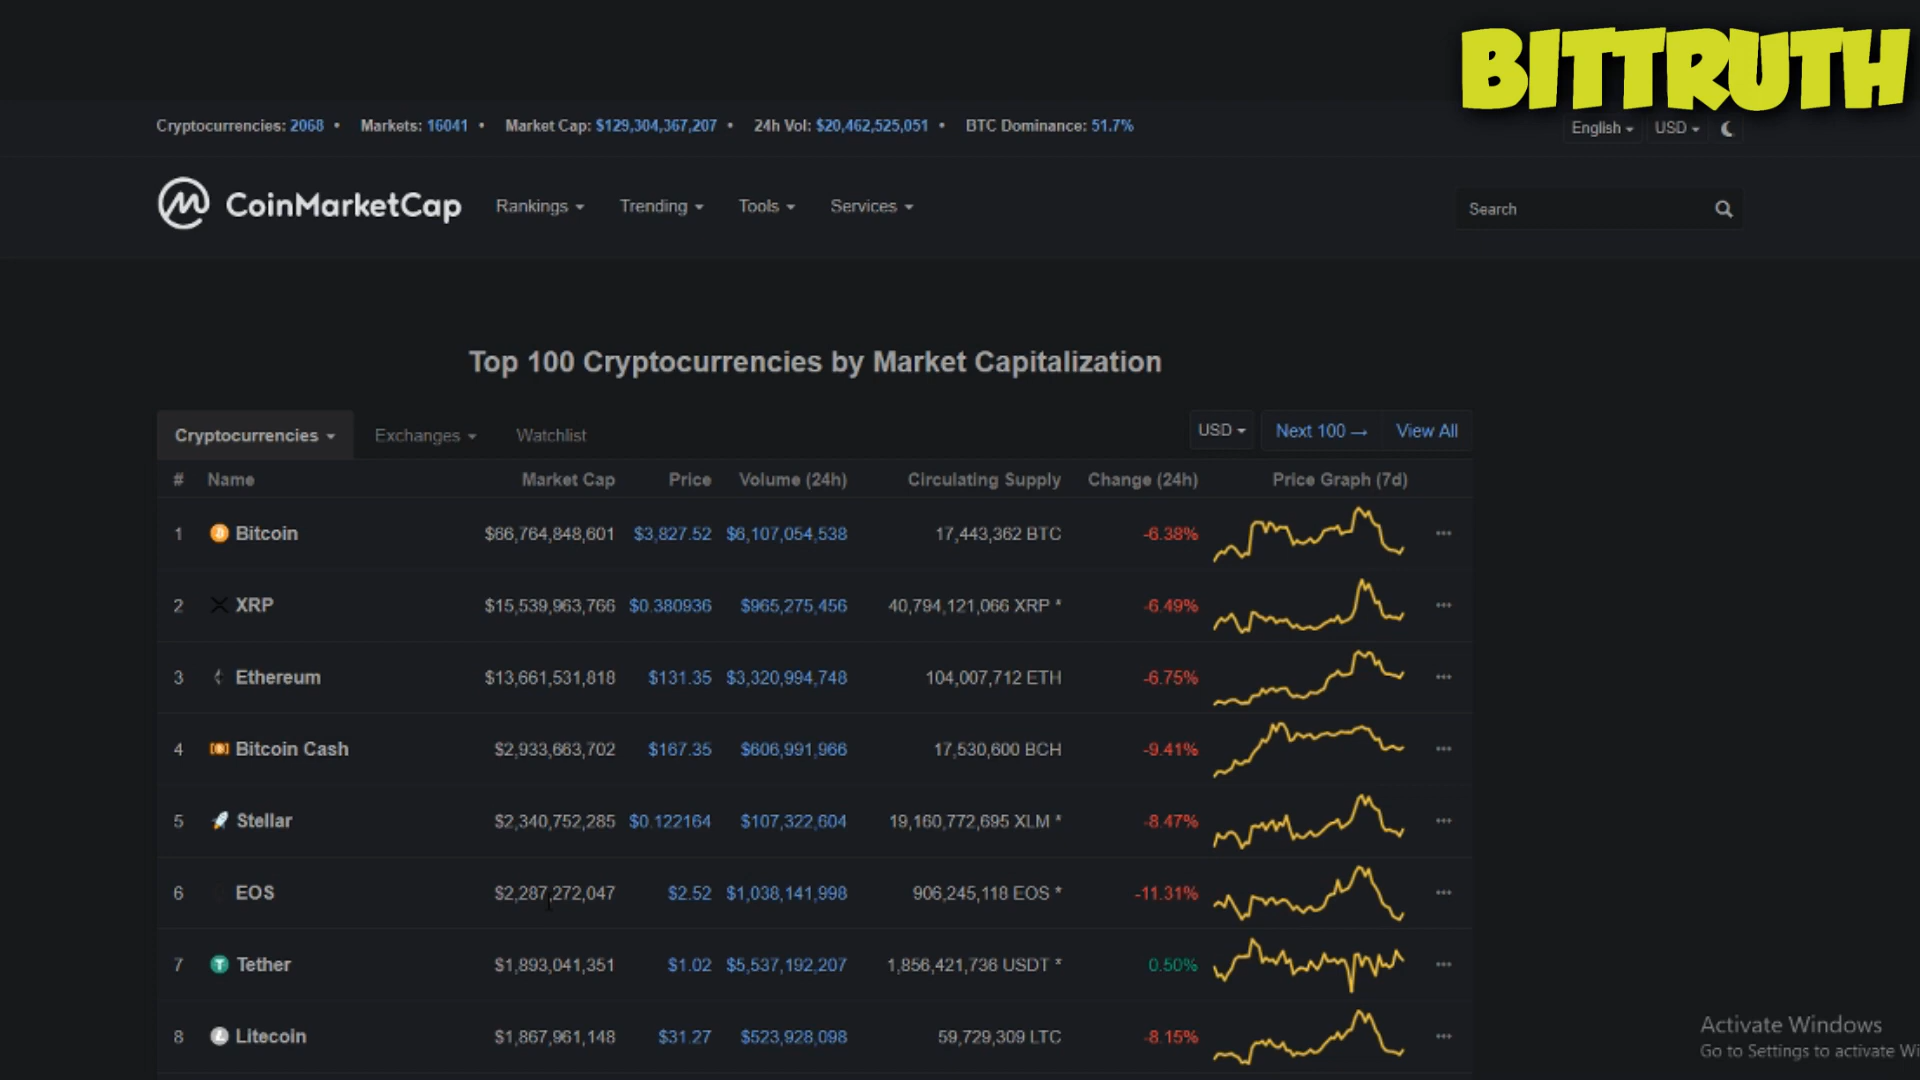 BITTRUTH
Cryptocurrencies: 2068 • Markets: 16041 • Market Cap: $129,304,367,207 • 24h Vol: $20,462,525,051 • BTC Dominance: 51.7%
English USD
CoinMarketCap Rankings Trending Tools Services
Search
Top 100 Cryptocurrencies by Market Capitalization
Cryptocurrencies Exchanges Watchlist USD Next 100 → View All
# Name Market Cap Price Volume (24h) Circulating Supply Change (24h) Price Graph (7d)
1 Bitcoin $66,764,848,601 $3,827.52 $6,107,054,538 17,443,362 BTC -6.38%
2 XRP $15,539,963,766 $0.380936 $965,275,456 40,794,121,066 XRP * -6.49%
3 Ethereum $13,661,531,818 $131.35 $3,320,994,748 104,007,712 ETH -6.75%
4 Bitcoin Cash $2,933,663,702 $167.35 $606,991,966 17,530,600 BCH -9.41%
5 Stellar $2,340,752,285 $0.122164 $107,322,604 19,160,772,695 XLM * -8.47%
6 EOS $2,287,272,047 $2.52 $1,038,141,998 906,245,118 EOS * -11.31%
7 Tether $1,893,041,351 $1.02 $5,537,192,207 1,856,421,736 USDT * 0.50%
8 Litecoin $1,867,961,148 $31.27 $523,928,098 59,729,309 LTC -8.15%
Activate Windows
Go to Settings to activate Wi